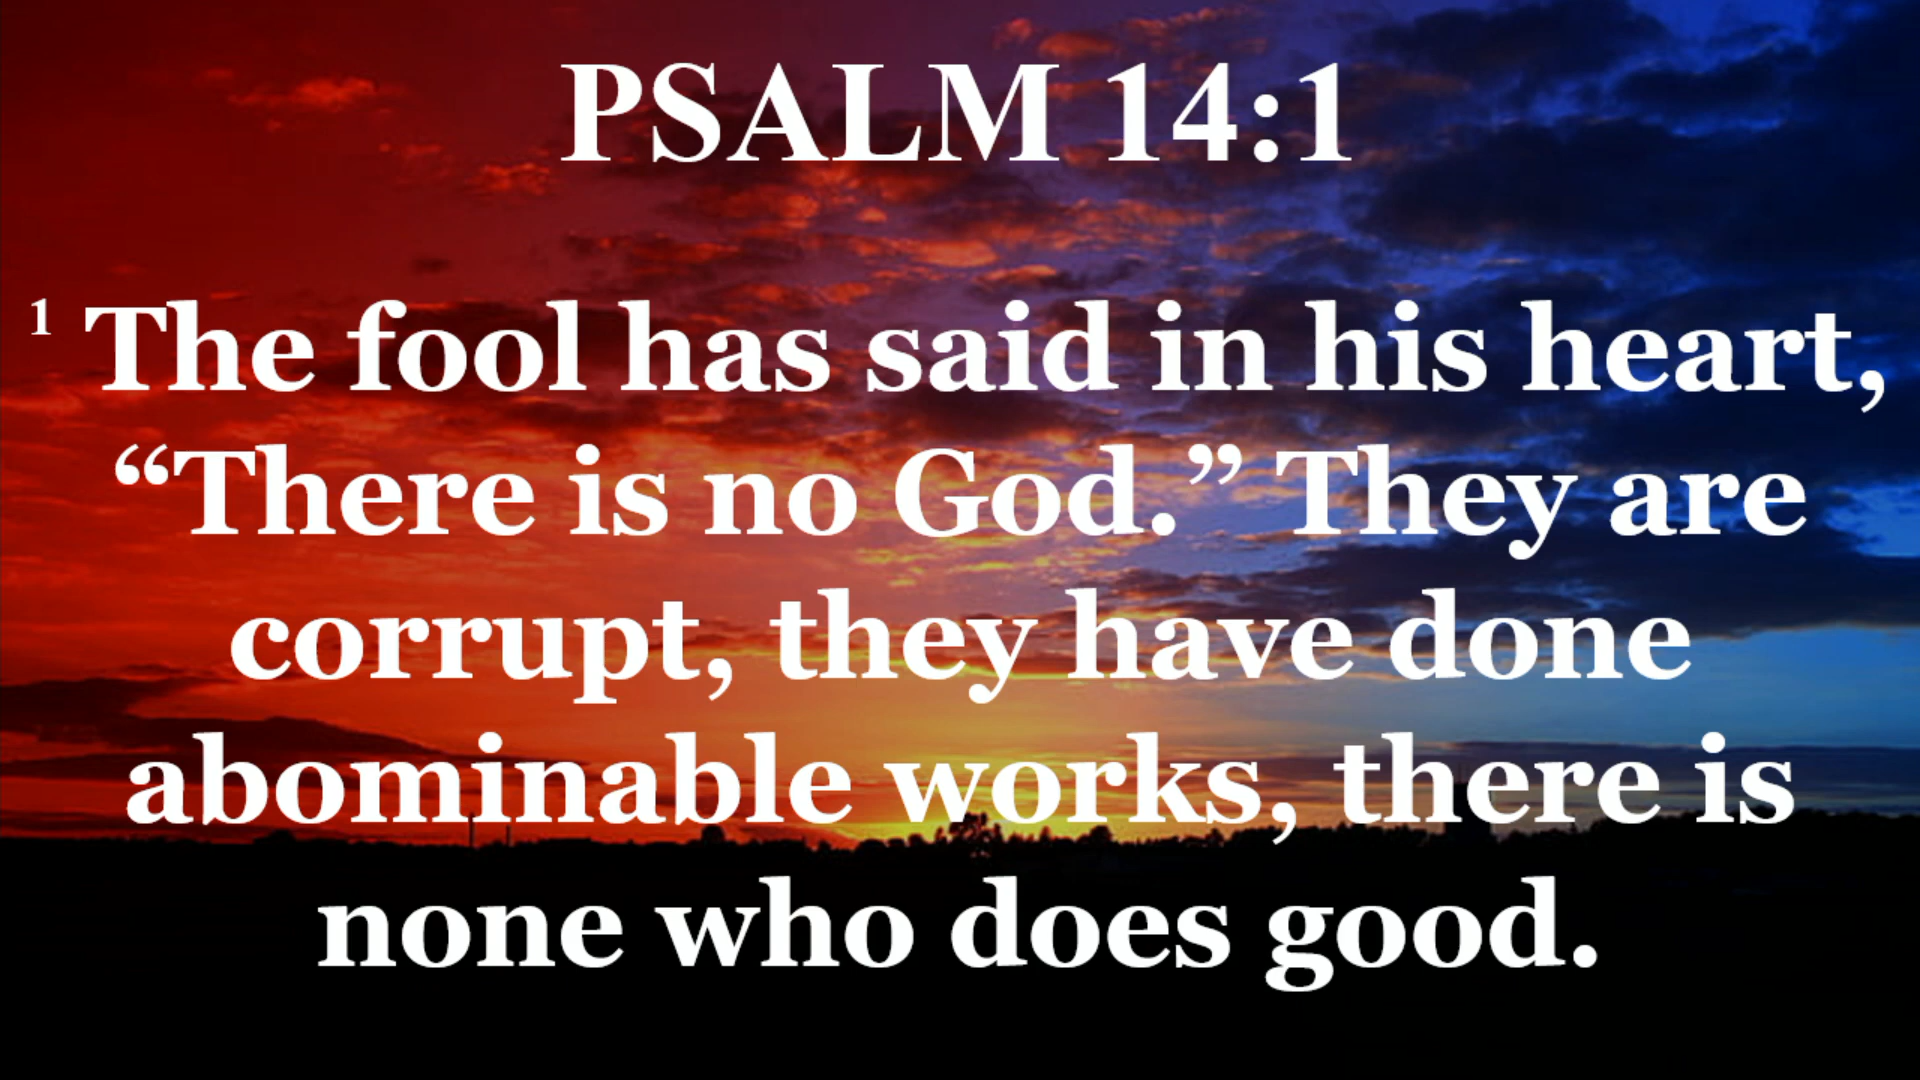 PSALM 14:1
1 The fool has said in his heart,
“There is no God.” They are
corrupt, they have done
abominable works, there is
none who does good.